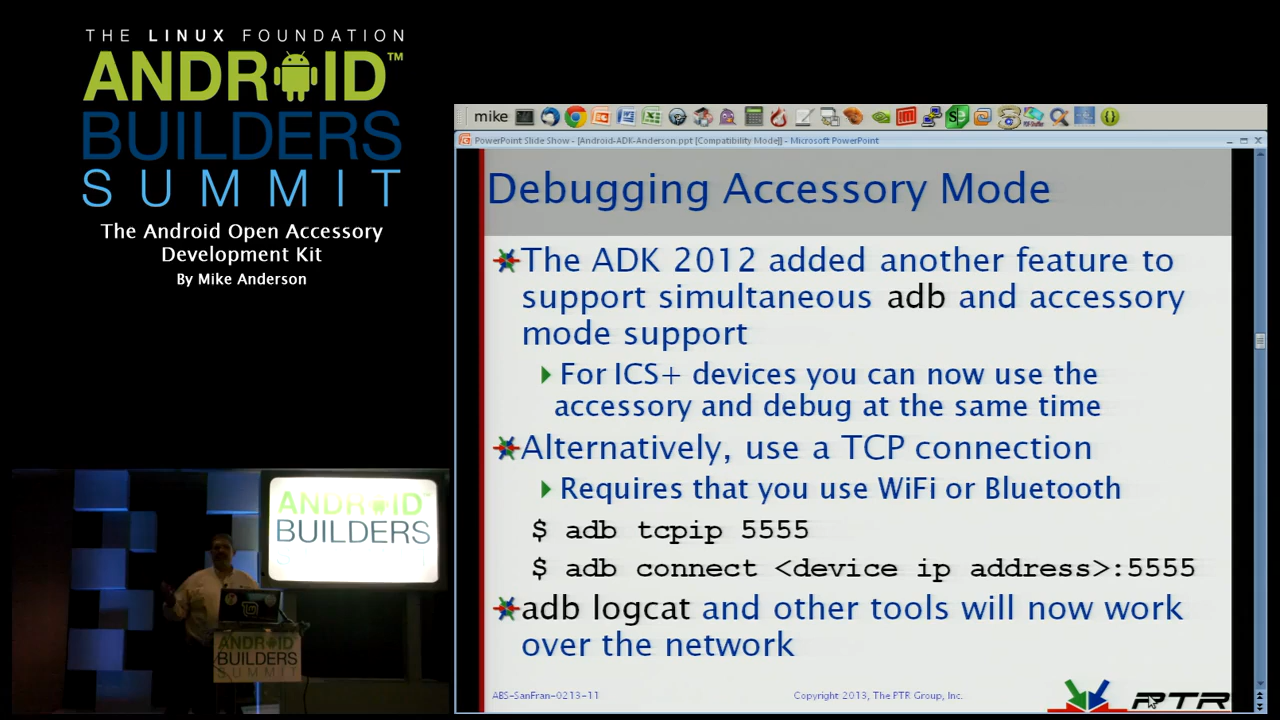 THE LINUX FOUNDATION
ANDROID™
BUILDERS
SUMMIT
The Android Open Accessory
Development Kit
By Mike Anderson
mike
PowerPoint Slide Show - [Android-ADK-Anderson.ppt [Compatibility Mode]] - Microsoft PowerPoint
Debugging Accessory Mode
The ADK 2012 added another feature to
support simultaneous adb and accessory
mode support
For ICS+ devices you can now use the
accessory and debug at the same time
Alternatively, use a TCP connection
Requires that you use WiFi or Bluetooth
$ adb tcpip 5555
$ adb connect <device ip address>:5555
adb logcat and other tools will now work
over the network
ABS-SanFran-0213-11
Copyright 2013, The PTR Group, Inc.
PTR
ANDROID
BUILDERS
ANDROID
BUILDERS
SUMMIT